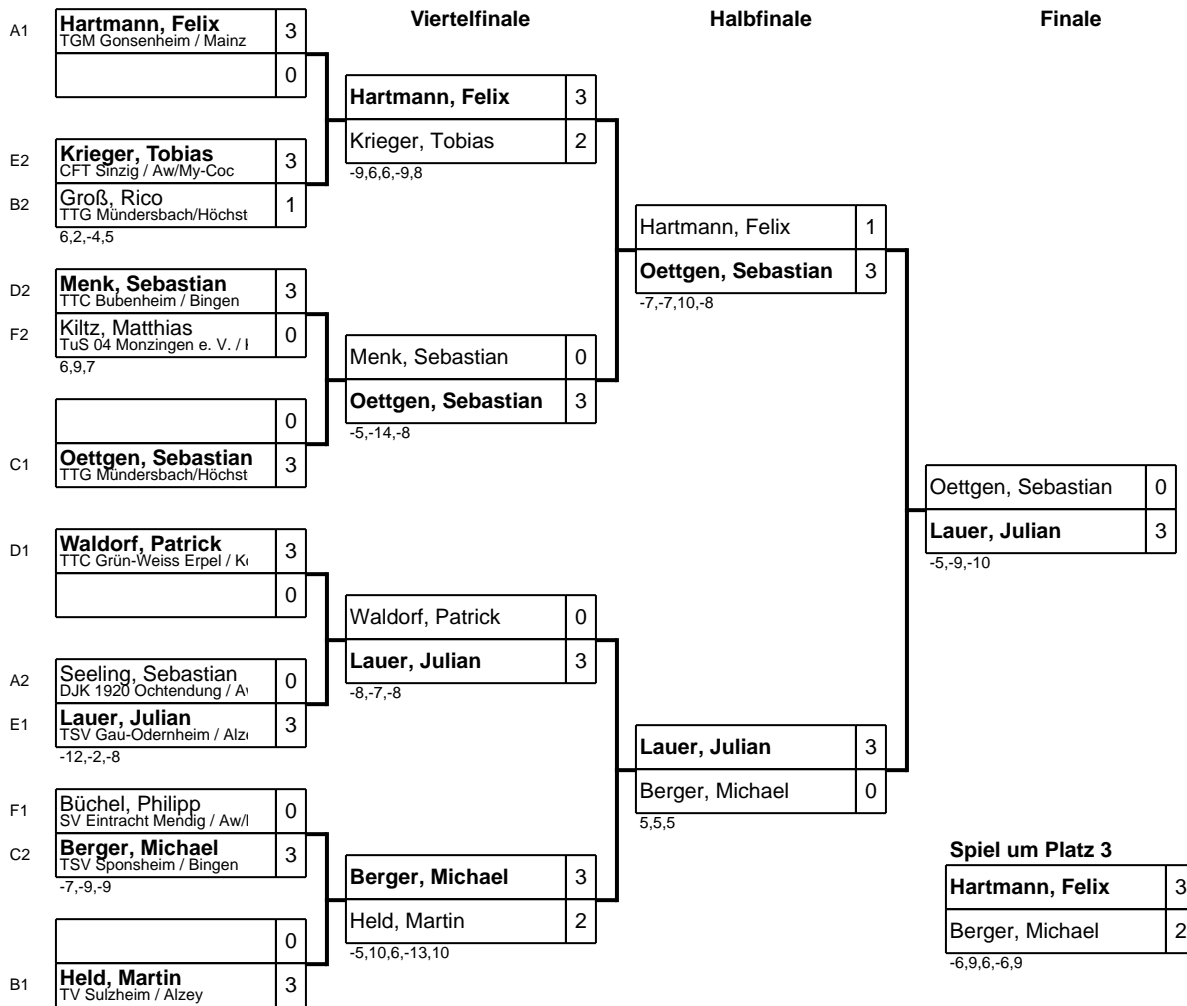 Viertelfinale
Halbfinale
Finale
A1
Hartmann, Felix
3
TGM Gonsenheim / Mainz
0
E2
Krieger, Tobias
3
CFT Sinzig / Aw/My-Coc
B2
Groß, Rico
1
TTG Mündersbach/Höchst
6,2,-4,5
D2
Menk, Sebastian
3
TTC Bubenheim / Bingen
F2
Kiltz, Matthias
0
TuS 04 Monzingen e. V. /
6,9,7
0
C1
Oettgen, Sebastian
3
TTG Mündersbach/Höchst
D1
Waldorf, Patrick
3
TTC Grün-Weiss Erpel /
0
A2
Seeling, Sebastian
0
DJK 1920 Ochtendung /
E1
Lauer, Julian
3
TSV Gau-Odernheim /
-12,-2,-8
F1
Büchel, Philipp
0
SV Eintracht Mendig /
C2
Berger, Michael
3
TSV Sponsheim / Bingen
-7,-9,-9
0
B1
Held, Martin
3
TV Sulzheim / Alzey
Hartmann, Felix
3
Krieger, Tobias
2
-9,6,6,-9,8
Menk, Sebastian
0
Oettgen, Sebastian
3
-5,-14,-8
Waldorf, Patrick
0
Lauer, Julian
3
-8,-7,-8
Berger, Michael
3
Held, Martin
2
-5,10,6,-13,10
Hartmann, Felix
1
Oettgen, Sebastian
3
-7,-7,10,-8
Lauer, Julian
3
Berger, Michael
0
5,5,5
Oettgen, Sebastian
0
Lauer, Julian
3
-5,-9,-10
Spiel um Platz 3
Hartmann, Felix
3
Berger, Michael
2
-6,9,6,-6,9